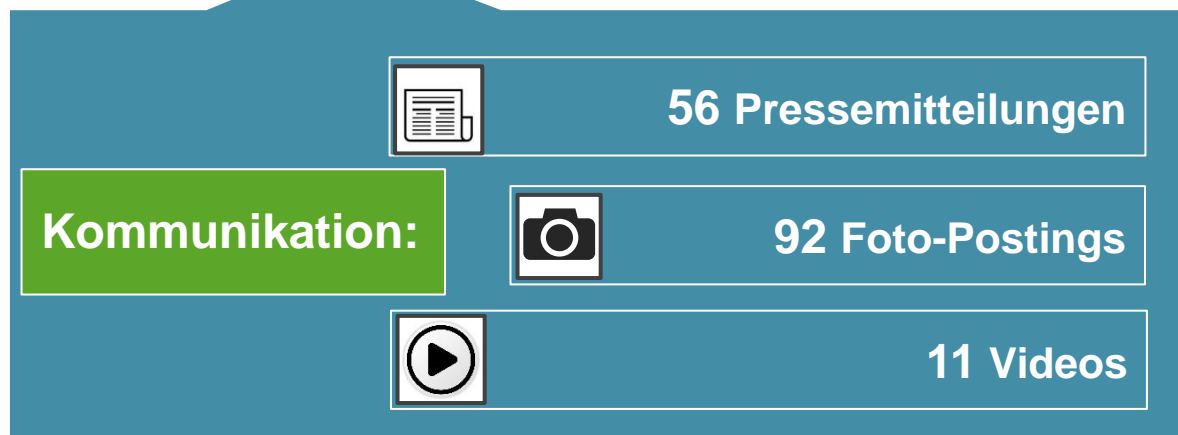 56 Pressemitteilungen
Kommunikation:
92 Foto-Postings
11 Videos